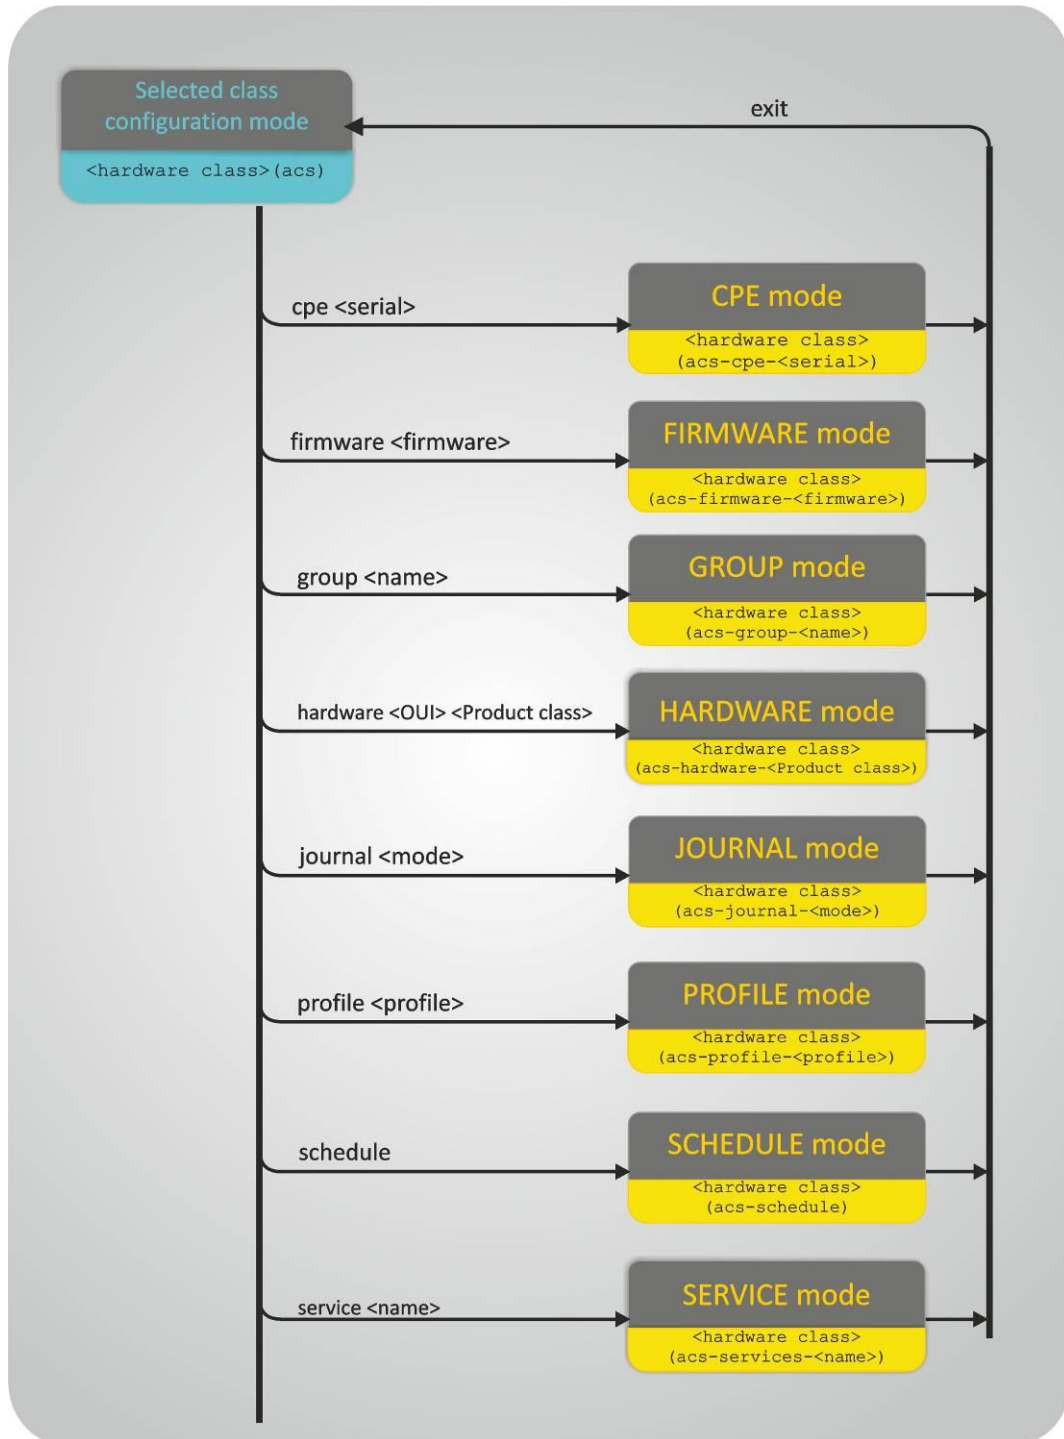 Selected class
configuration mode
<hardware class>(acs)
exit
cpe <serial>
CPE mode
<hardware class>
(acs-cpe-<serial>)
firmware <firmware>
FIRMWARE mode
<hardware class>
(acs-firmware-<firmware>)
group <name>
GROUP mode
<hardware class>
(acs-group-<name>)
hardware <OUI> <Product class>
HARDWARE mode
<hardware class>
(acs-hardware-<Product class>)
journal <mode>
JOURNAL mode
<hardware class>
(acs-journal-<mode>)
profile <profile>
PROFILE mode
<hardware class>
(acs-profile-<profile>)
schedule
SCHEDULE mode
<hardware class>
(acs-schedule)
service <name>
SERVICE mode
<hardware class>
(acs-services-<name>)